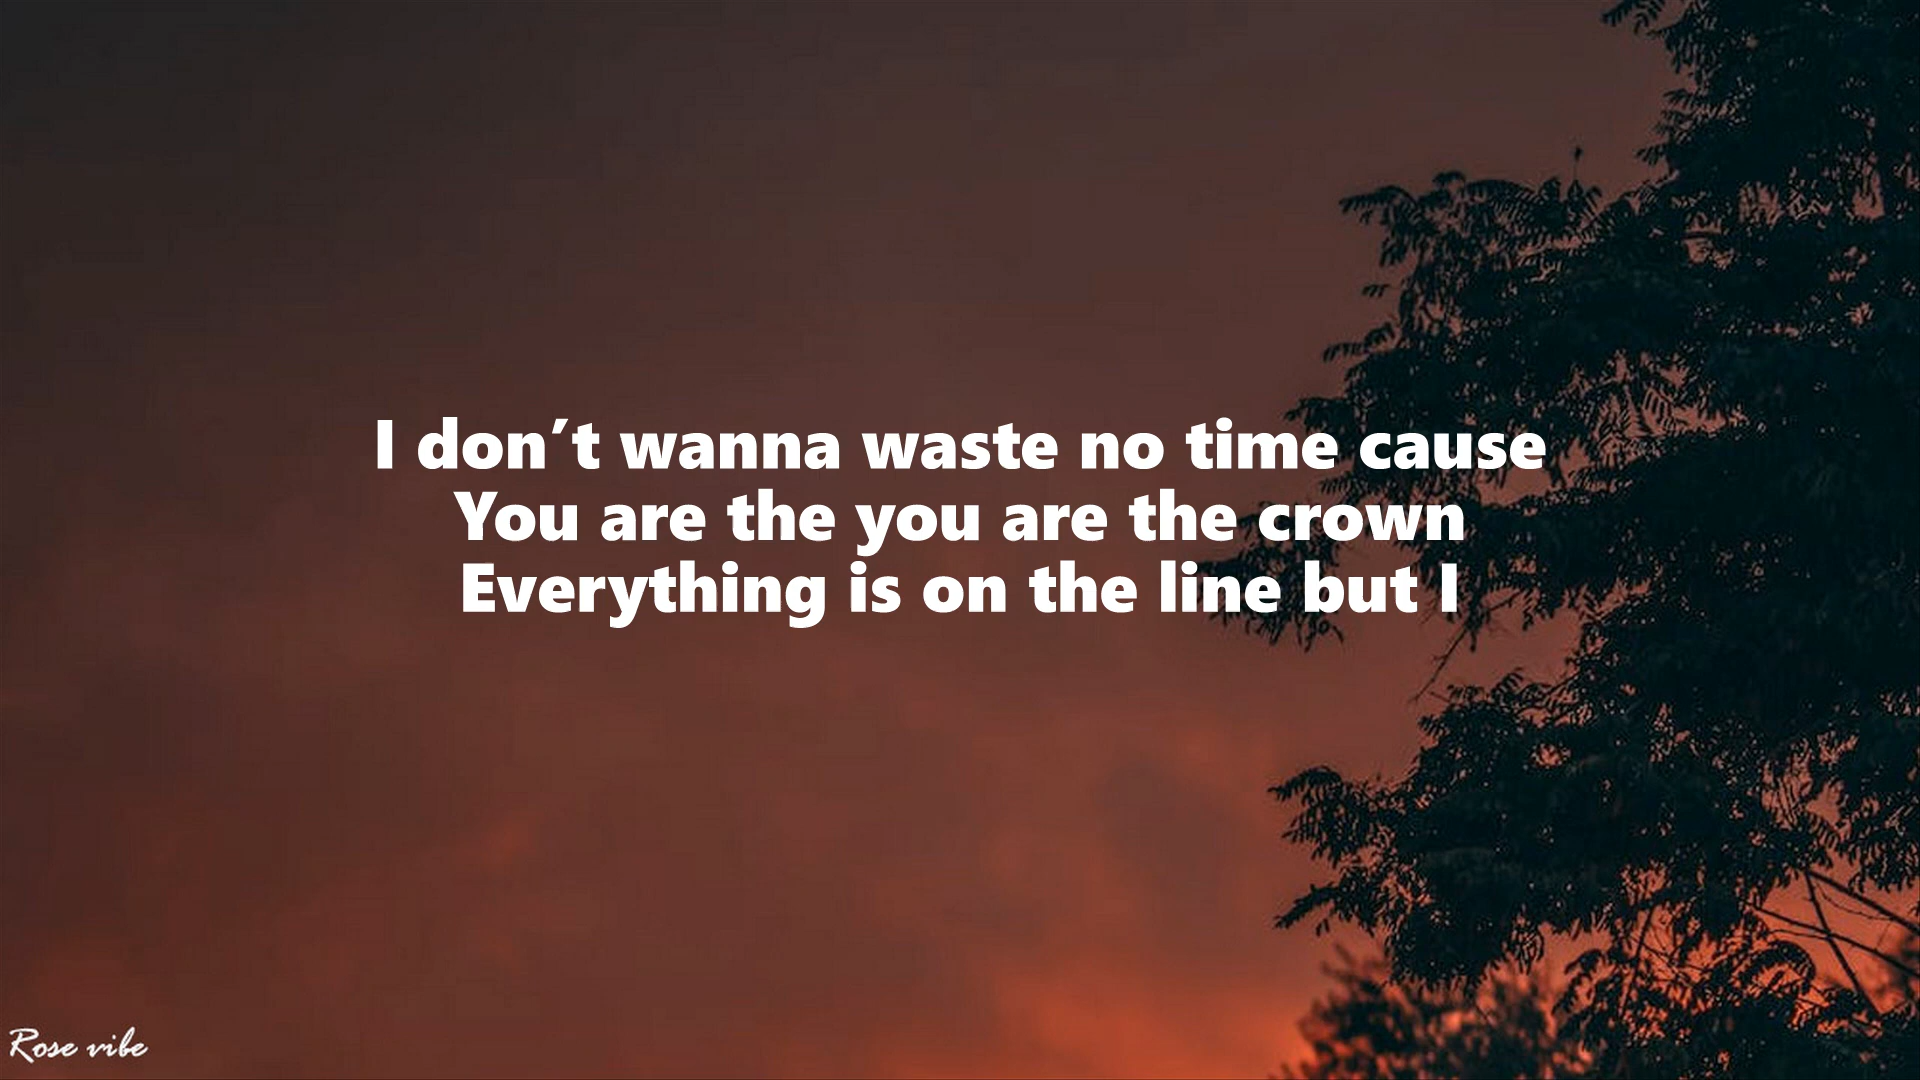 I don’t wanna waste no time cause
You are the you are the crown
Everything is on the line but I
Rose vibe